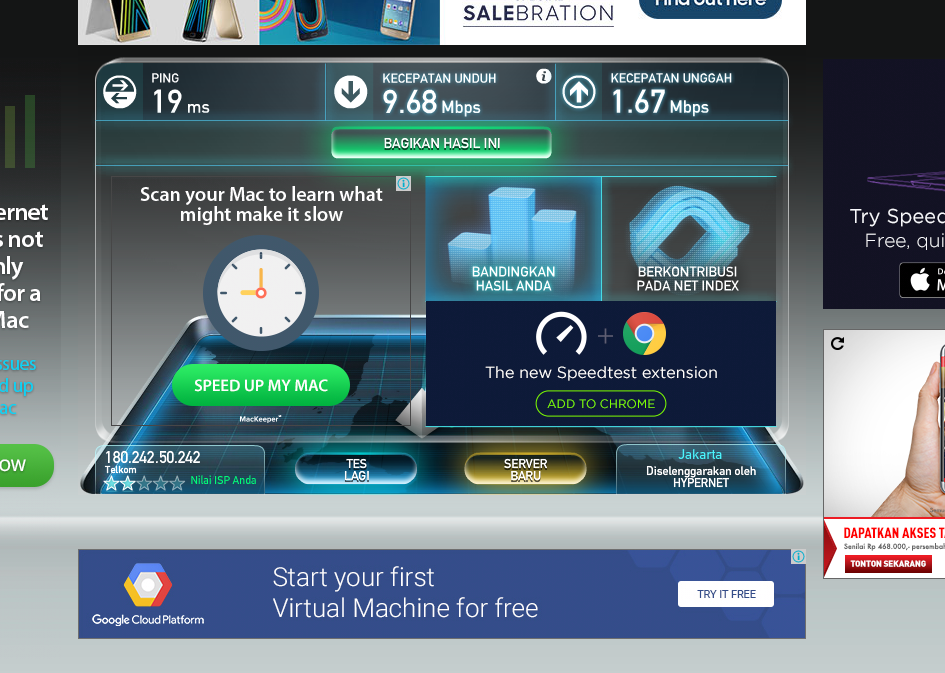 SALEBRATION
Find out here
PING
19 ms
KECEPATAN UNDUH
9.68 Mbps
KECEPATAN UNGGAH
1.67 Mbps
BAGIKAN HASIL INI
Scan your Mac to learn what
might make it slow
SPEED UP MY MAC
MacKeeper
BANDINGKAN
HASIL ANDA
BERKONTRIBUSI
PADA NET INDEX
The new Speedtest extension
ADD TO CHROME
180.242.50.242
Telkom
Nilai ISP Anda
TES
LAGI
SERVER
BARU
Jakarta
Diselenggarakan oleh
HYPERNET
ernet
s not
nly
for a
Mac
ssues
d up
ac
OW
Try Speed
Free, qui
DAPATKAN AKSES T
Senilai Rp 468.000,- persembah
TONTON SEKARANG
Google Cloud Platform
Start your first
Virtual Machine for free
TRY IT FREE